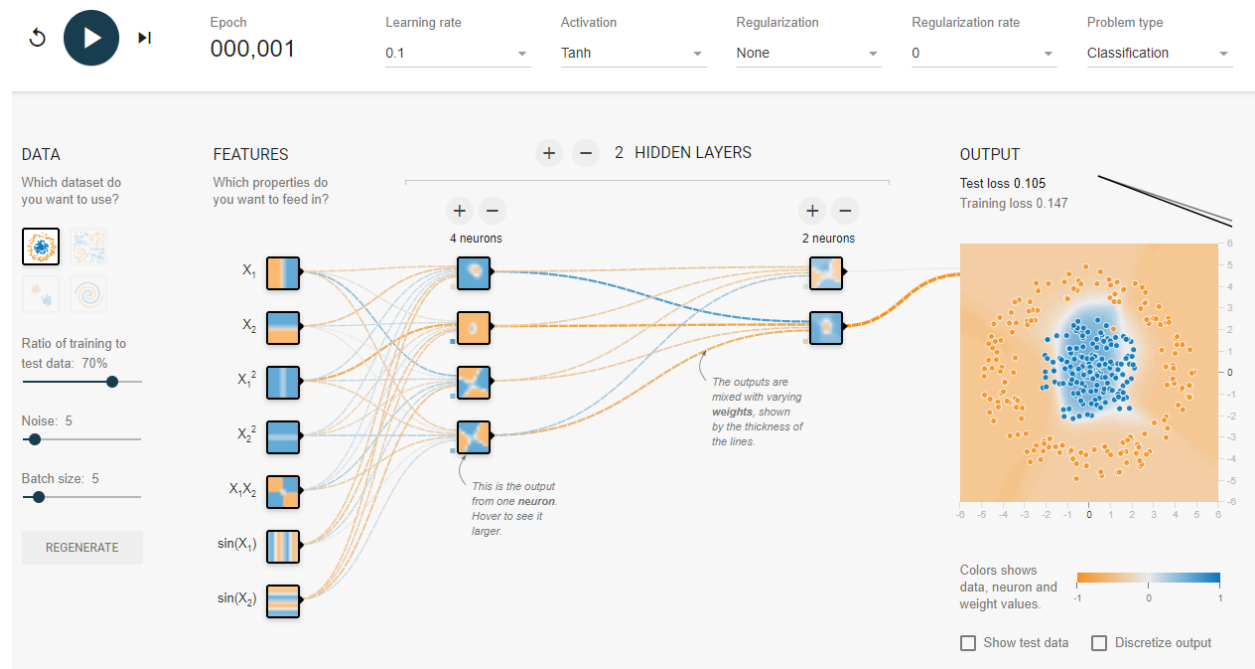 Epoch
000,001
Learning rate
0.1
Activation
Tanh
Regularization
None
Regularization rate
0
Problem type
Classification
DATA
Which dataset do
you want to use?
Ratio of training to
test data: 70%
Noise: 5
Batch size: 5
REGENERATE
FEATURES
Which properties do
you want to feed in?
X₁
X₂
X₁²
X₂²
X₁X₂
sin(X₁)
sin(X₂)
+ − 2 HIDDEN LAYERS
+ −
4 neurons
+ −
2 neurons
This is the output
from one neuron.
Hover to see it
larger.
The outputs are
mixed with varying
weights, shown
by the thickness of
the lines.
OUTPUT
Test loss 0.105
Training loss 0.147
6
5
4
3
2
1
0
-1
-2
-3
-4
-5
-6
-6 -5 -4 -3 -2 -1 0 1 2 3 4 5 6
Colors shows
data, neuron and
weight values.
-1 0 1
Show test data
Discretize output